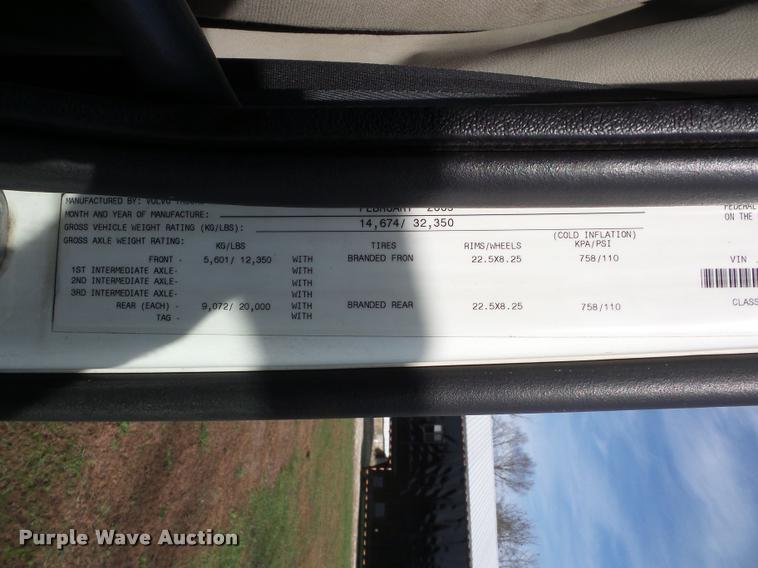 MANUFACTURED BY: VOLVO
MONTH AND YEAR OF MANUFACTURE: FEBRUARY
GROSS VEHICLE WEIGHT RATING (KG/LBS): 14,674/ 32,350
GROSS AXLE WEIGHT RATING: KG/LBS TIRES RIMS/WHEELS (COLD INFLATION) KPA/PSI
FRONT - 5,601/ 12,350 WITH BRANDED FRON 22.5X8.25 758/110
1ST INTERMEDIATE AXLE- WITH
2ND INTERMEDIATE AXLE- WITH
3RD INTERMEDIATE AXLE- WITH
REAR (EACH) - 9,072/ 20,000 WITH BRANDED REAR 22.5X8.25 758/110
TAG - WITH
FEDERAL
ON THE
VIN
CLASS
Purple Wave Auction